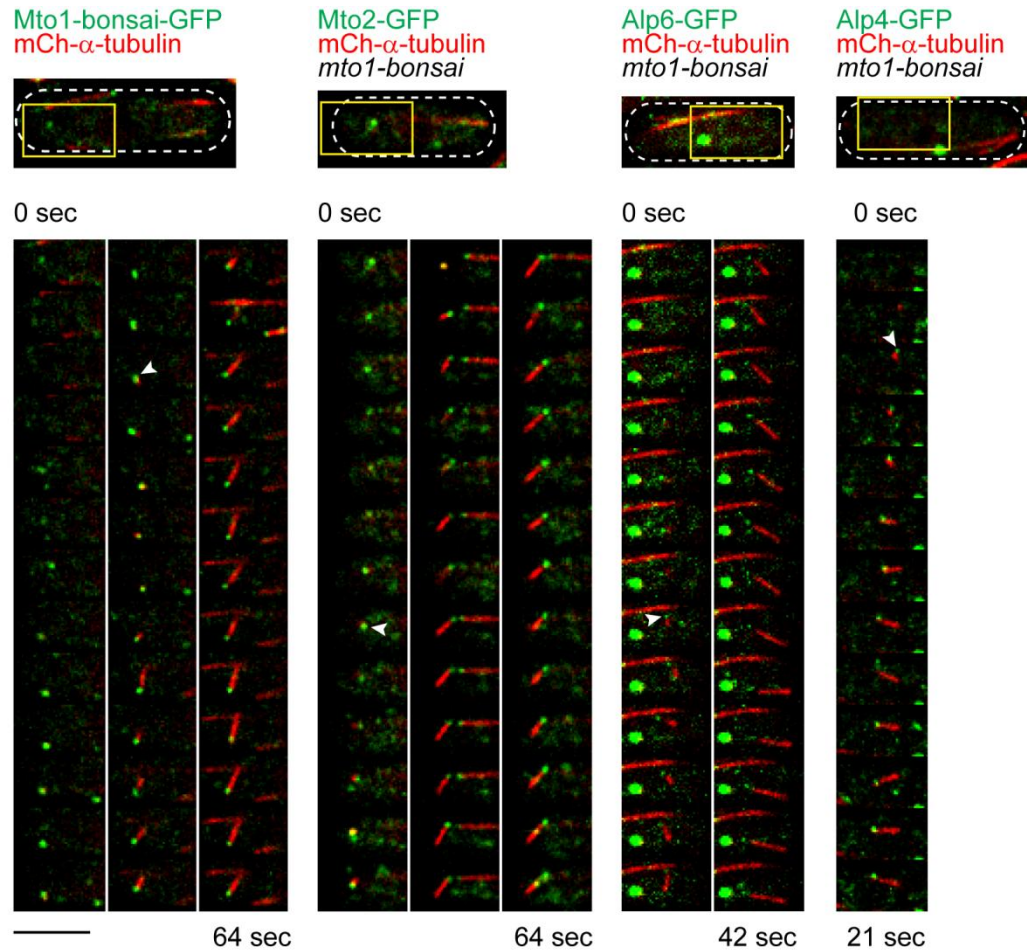 Mto1-bonsai-GFP
mCh-α-tubulin
Mto2-GFP
mCh-α-tubulin
mto1-bonsai
Alp6-GFP
mCh-α-tubulin
mto1-bonsai
Alp4-GFP
mCh-α-tubulin
mto1-bonsai
0 sec
0 sec
0 sec
0 sec
64 sec
64 sec
42 sec
21 sec